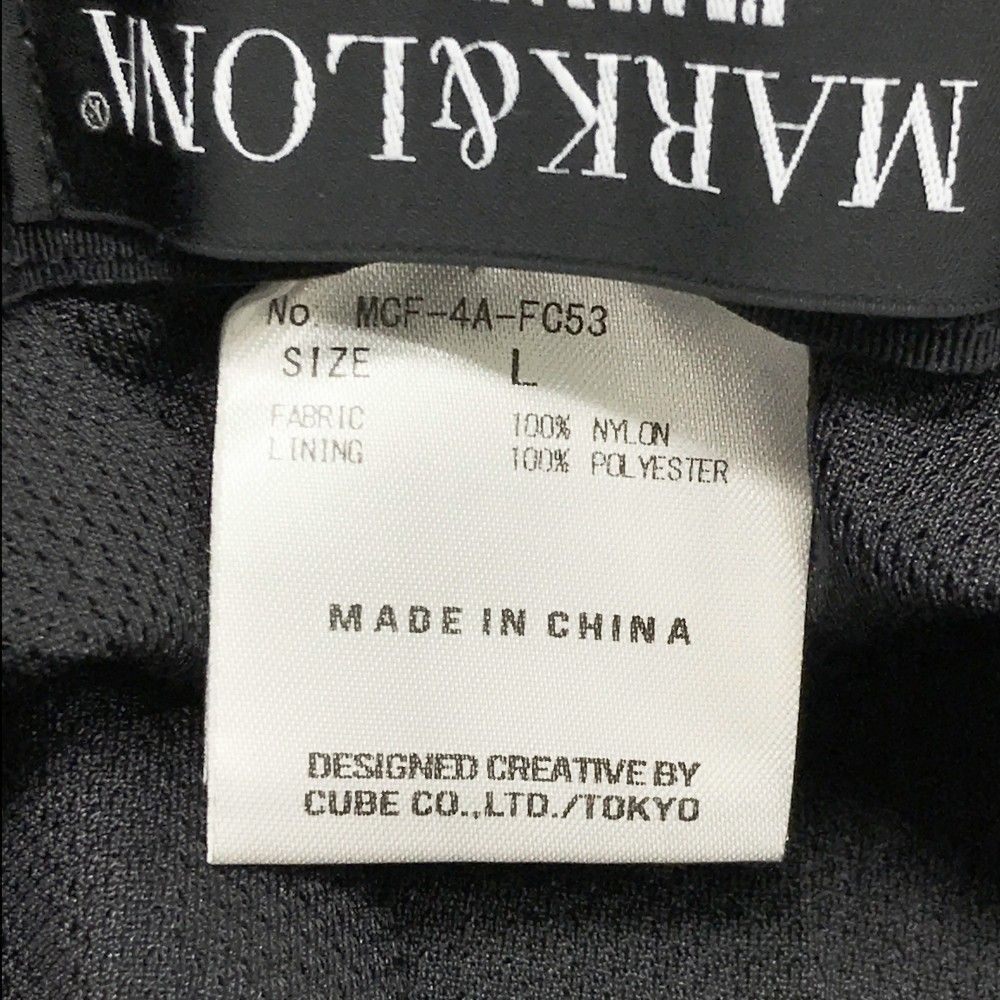 MARK&LONA®
No. MCF-4A-FC53
SIZE L
FABRIC 100% NYLON
LINING 100% POLYESTER
MADE IN CHINA
DESIGNED CREATIVE BY
CUBE CO.,LTD./TOKYO